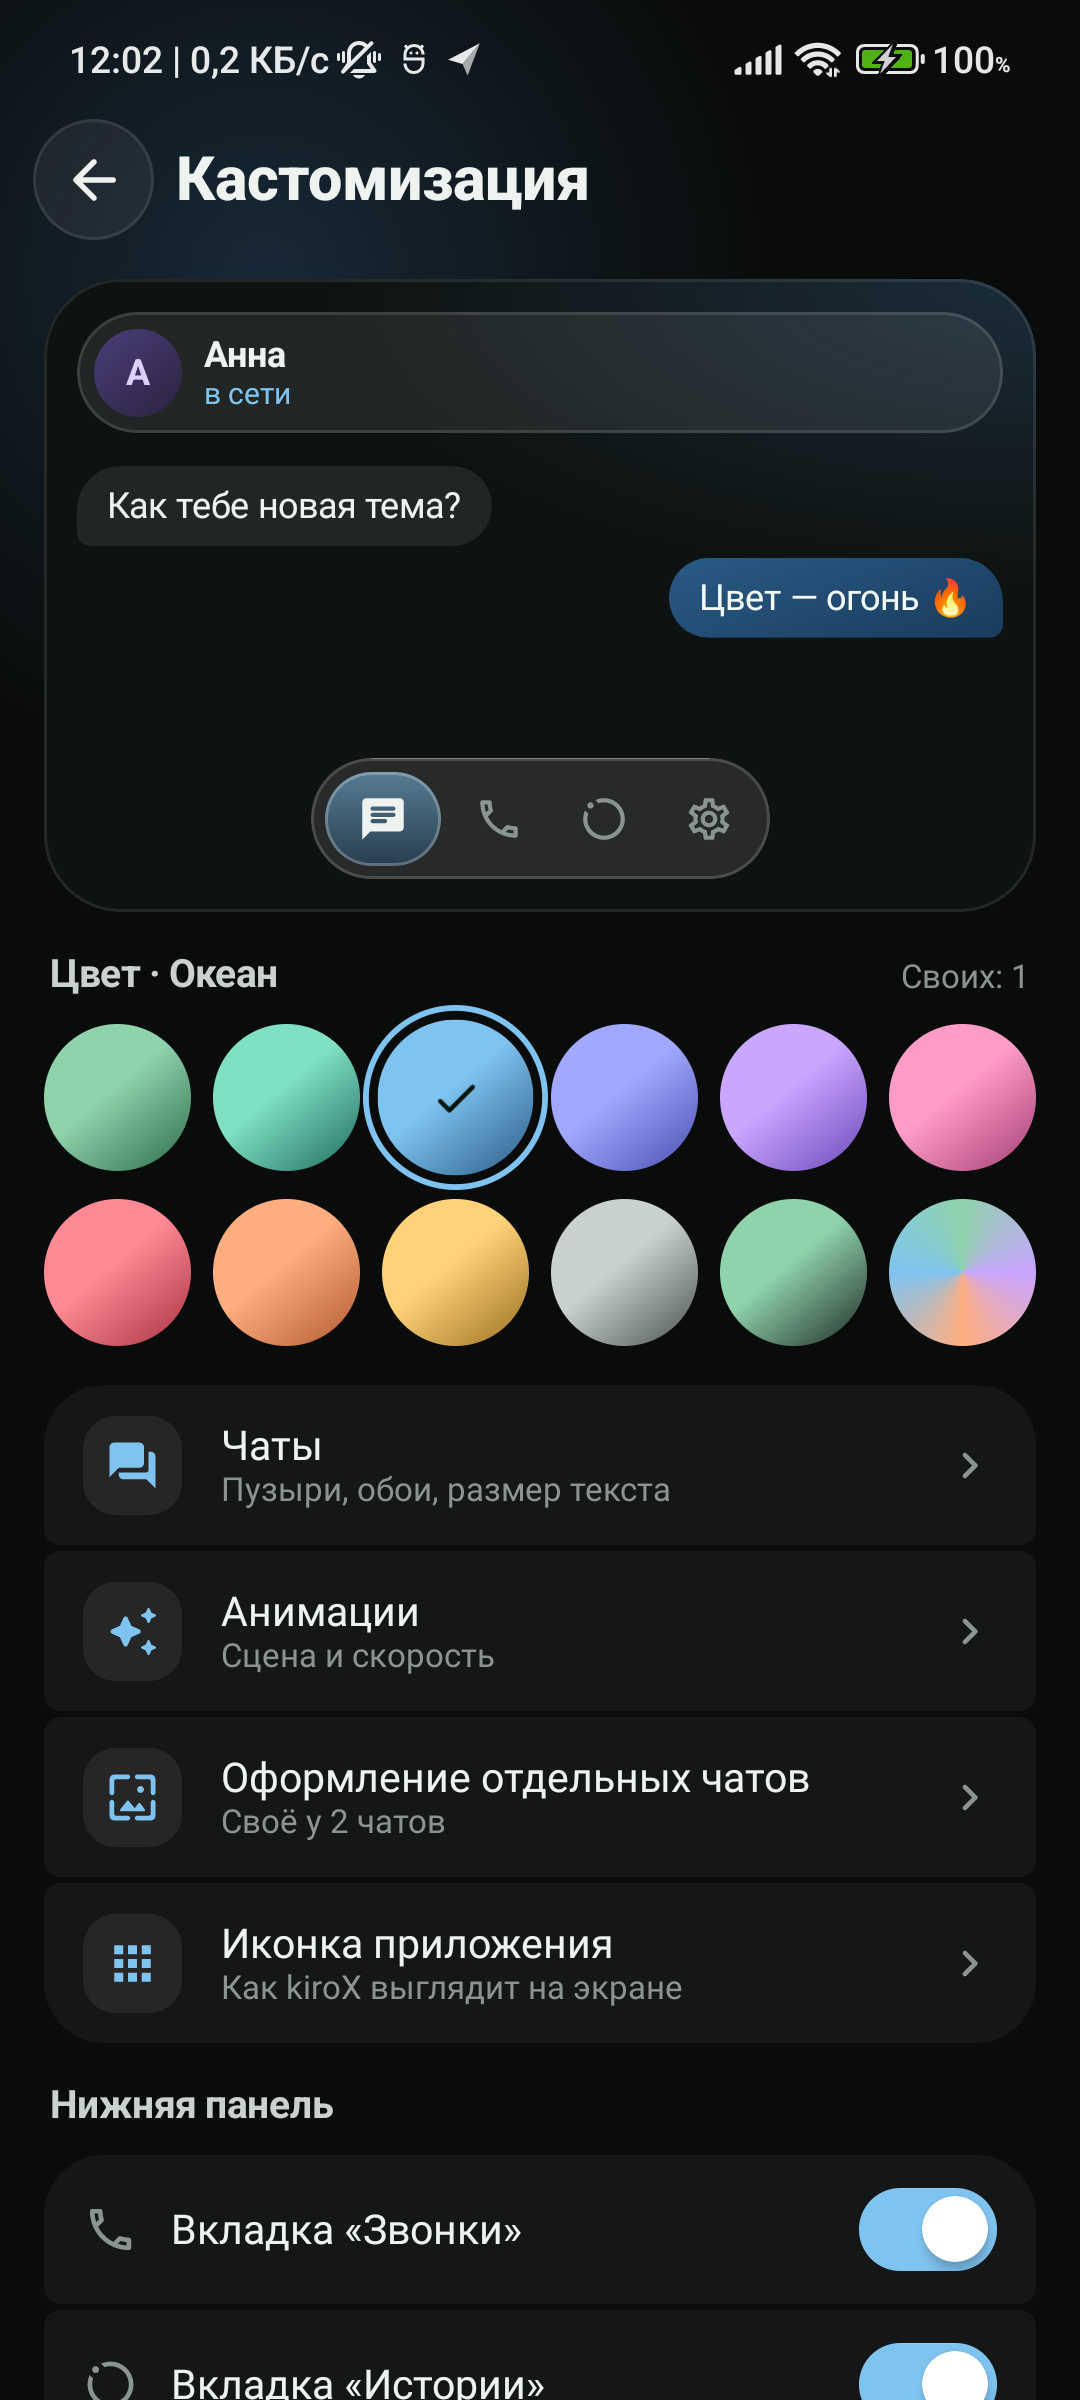 12:02 | 0,2 КБ/с
100%
Кастомизация
А
Анна
в сети
Как тебе новая тема?
Цвет — огонь 🔥
Цвет · Океан
Своих: 1
Чаты
Пузыри, обои, размер текста
Анимации
Сцена и скорость
Оформление отдельных чатов
Своё у 2 чатов
Иконка приложения
Как kiroX выглядит на экране
Нижняя панель
Вкладка «Звонки»
Вкладка «Истории»